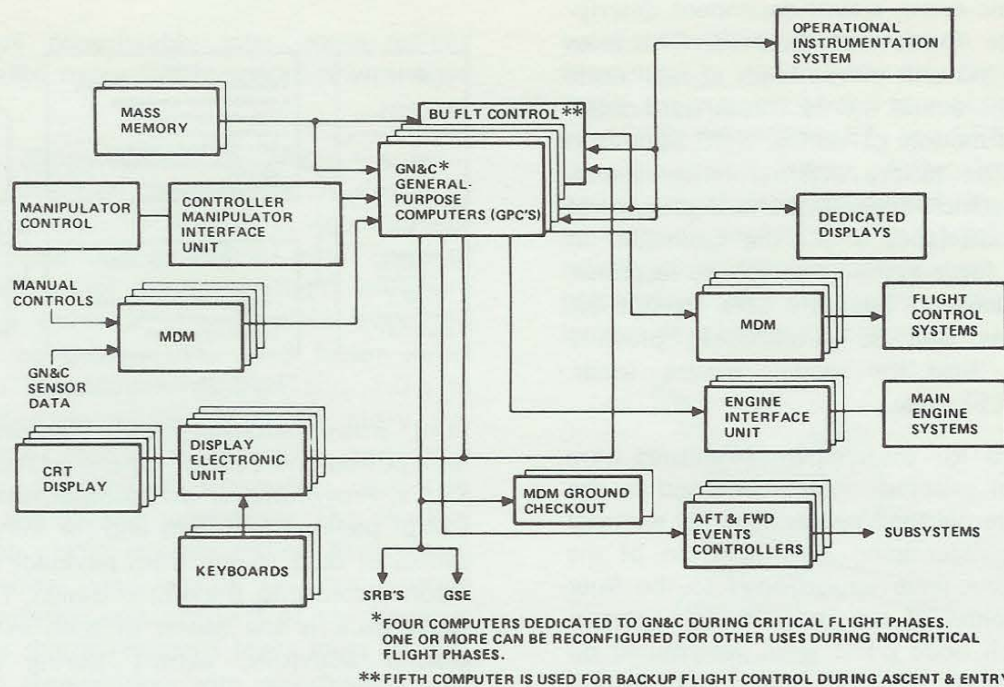 OPERATIONAL
INSTRUMENTATION
SYSTEM
MASS
MEMORY
BU FLT CONTROL**
GN&C*
GENERAL-
PURPOSE
COMPUTERS (GPC'S)
MANIPULATOR
CONTROL
CONTROLLER
MANIPULATOR
INTERFACE
UNIT
DEDICATED
DISPLAYS
MANUAL
CONTROLS
MDM
GN&C
SENSOR
DATA
MDM
FLIGHT
CONTROL
SYSTEMS
ENGINE
INTERFACE
UNIT
MAIN
ENGINE
SYSTEMS
CRT
DISPLAY
DISPLAY
ELECTRONIC
UNIT
KEYBOARDS
MDM GROUND
CHECKOUT
AFT & FWD
EVENTS
CONTROLLERS
SUBSYSTEMS
SRB'S
GSE
*FOUR COMPUTERS DEDICATED TO GN&C DURING CRITICAL FLIGHT PHASES.
ONE OR MORE CAN BE RECONFIGURED FOR OTHER USES DURING NONCRITICAL
FLIGHT PHASES.
**FIFTH COMPUTER IS USED FOR BACKUP FLIGHT CONTROL DURING ASCENT & ENTRY